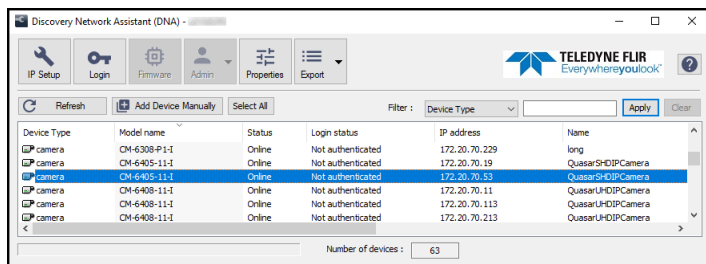 Discovery Network Assistant (DNA) -
IP Setup Login Firmware Admin Properties Export
TELEDYNE FLIR
Everywhereyoulook
Refresh Add Device Manually Select All Filter : Device Type Apply Clear
Device Type Model name Status Login status IP address Name
camera CM-6308-P1-I Online Not authenticated 172.20.70.229 long
camera CM-6405-11-I Online Not authenticated 172.20.70.19 QuasarSHDIPCamera
camera CM-6405-11-I Online Not authenticated 172.20.70.53 QuasarSHDIPCamera
camera CM-6408-11-I Online Not authenticated 172.20.70.11 QuasarUHDIPCamera
camera CM-6408-11-I Online Not authenticated 172.20.70.113 QuasarUHDIPCamera
camera CM-6408-11-I Online Not authenticated 172.20.70.213 QuasarUHDIPCamera
Number of devices : 63